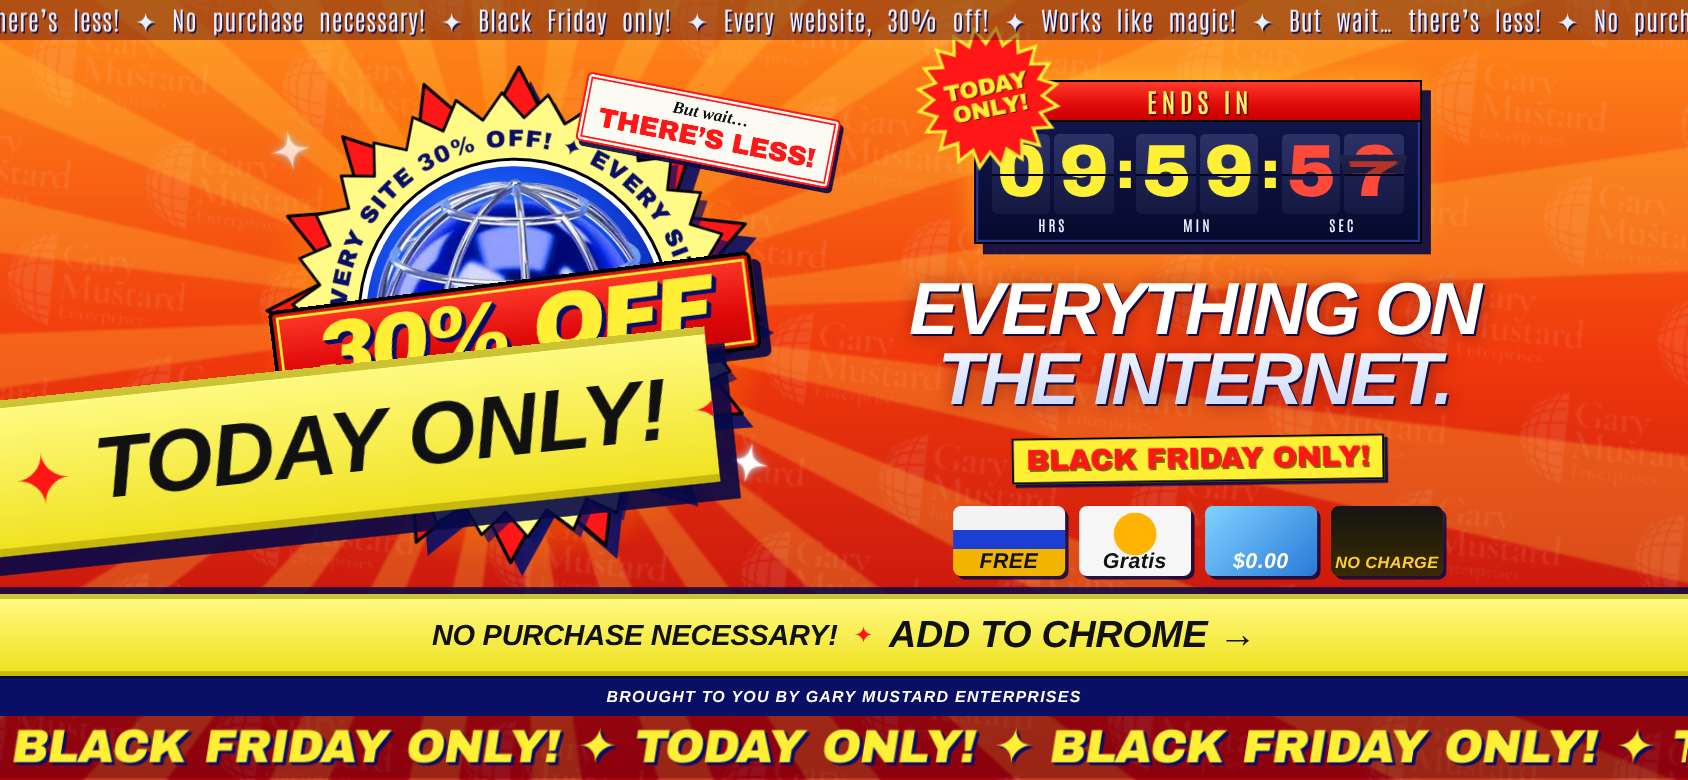 here’s less! ✦ No purchase necessary! ✦ Black Friday only! ✦ Every website, 30% off! ✦ Works like magic! ✦ But wait… there’s less! ✦ No purch
EVERY SITE 30% OFF! ✦ EVERY SI
But wait…
THERE’S LESS!
30% OFF
✦ TODAY ONLY! ✦
TODAY
ONLY!
ENDS IN
09:59:57
HRS MIN SEC
EVERYTHING ON
THE INTERNET.
BLACK FRIDAY ONLY!
FREE Gratis $0.00 NO CHARGE
NO PURCHASE NECESSARY! ✦ ADD TO CHROME →
BROUGHT TO YOU BY GARY MUSTARD ENTERPRISES
BLACK FRIDAY ONLY! ✦ TODAY ONLY! ✦ BLACK FRIDAY ONLY! ✦ T
Gary
Mustard
Enterprises